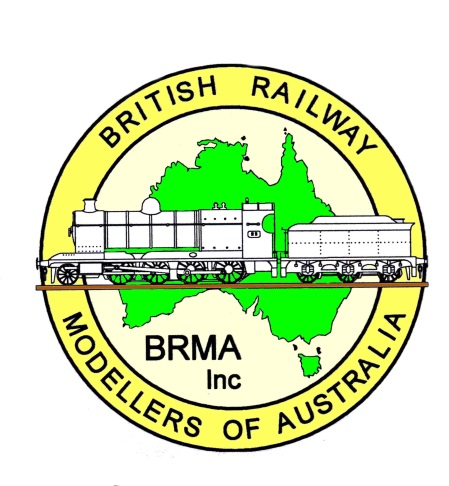 BRITISH RAILWAY
BRMA
Inc
MODELLERS OF AUSTRALIA